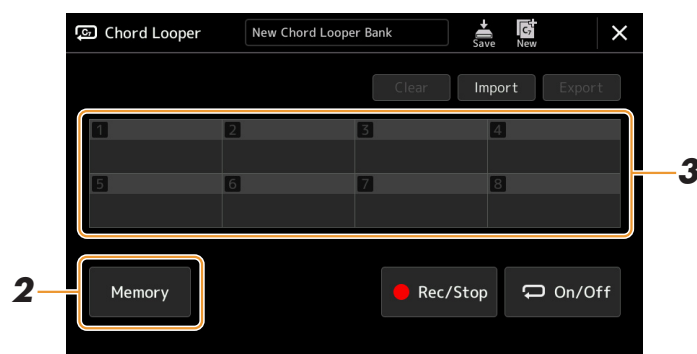 Chord Looper New Chord Looper Bank Save New
Clear Import Export
1 2 3 4
3
5 6 7 8
2 Memory Rec/Stop On/Off